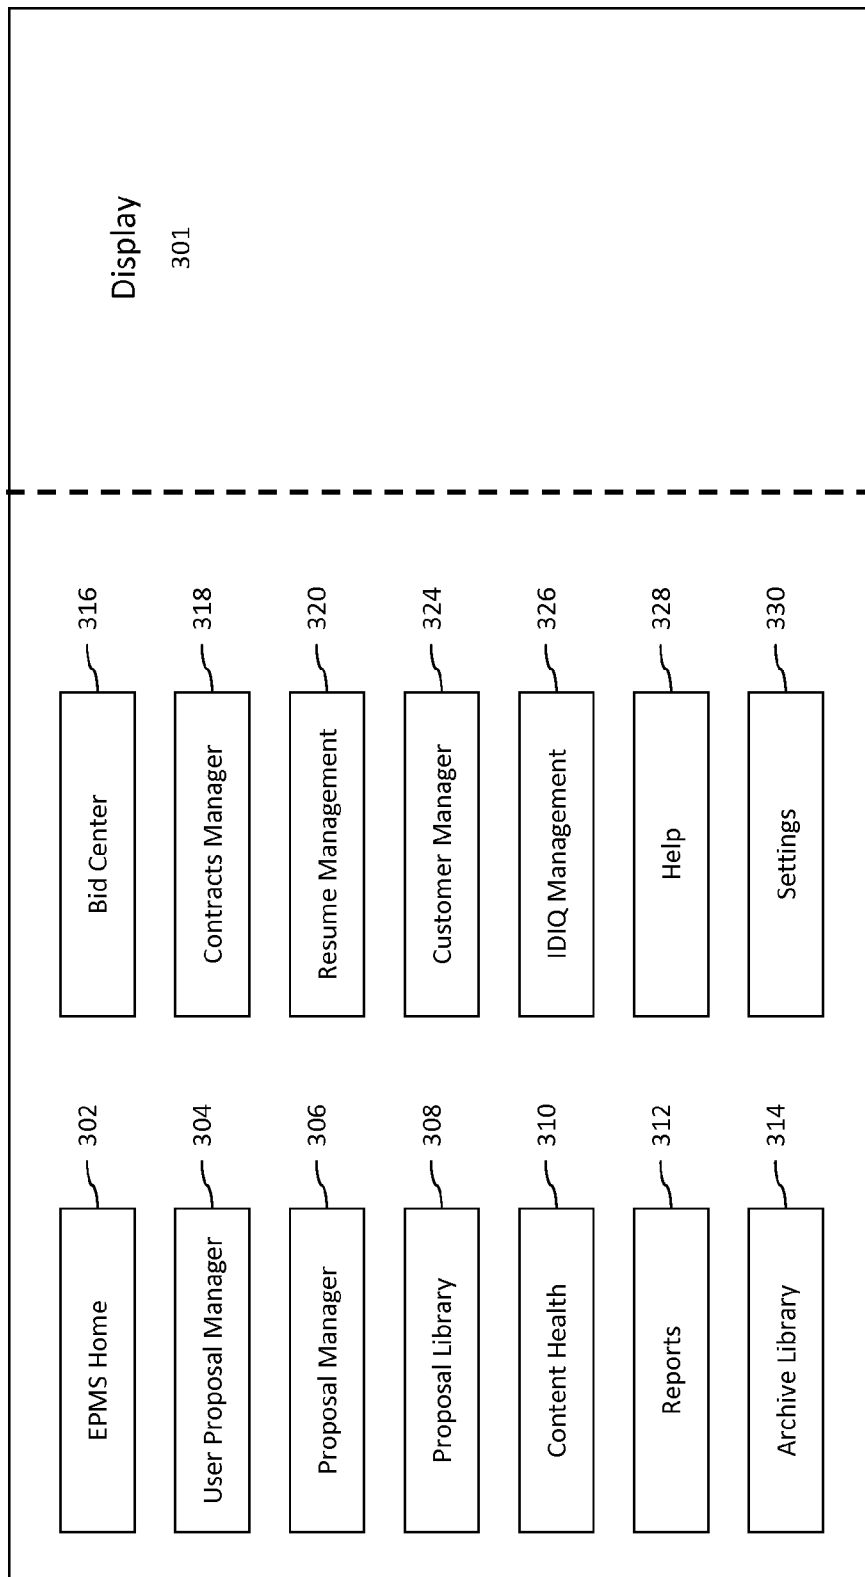 EPMS Home
302
User Proposal Manager
304
Proposal Manager
306
Proposal Library
308
Content Health
310
Reports
312
Archive Library
314
Bid Center
316
Contracts Manager
318
Resume Management
320
Customer Manager
324
IDIQ Management
326
Help
328
Settings
330
Display
301